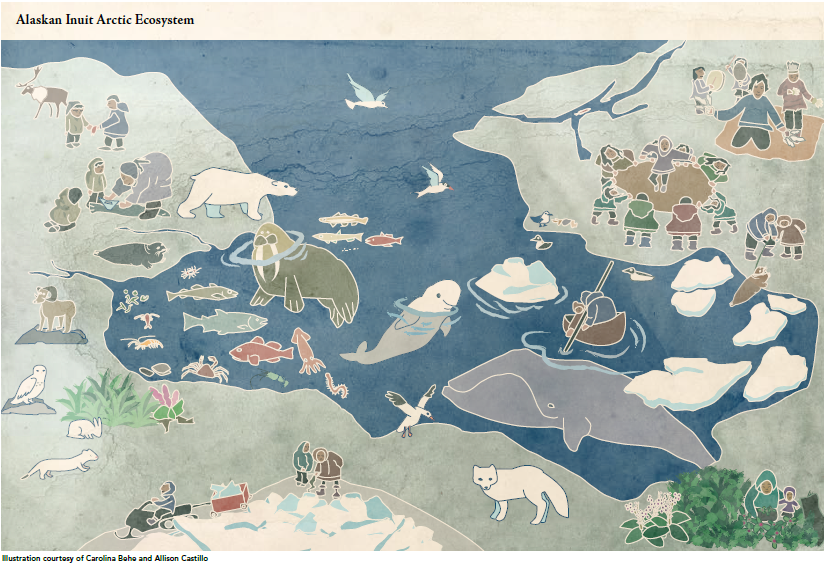 Alaskan Inuit Arctic Ecosystem
Illustration courtesy of Carolina Behe and Allison Castillo